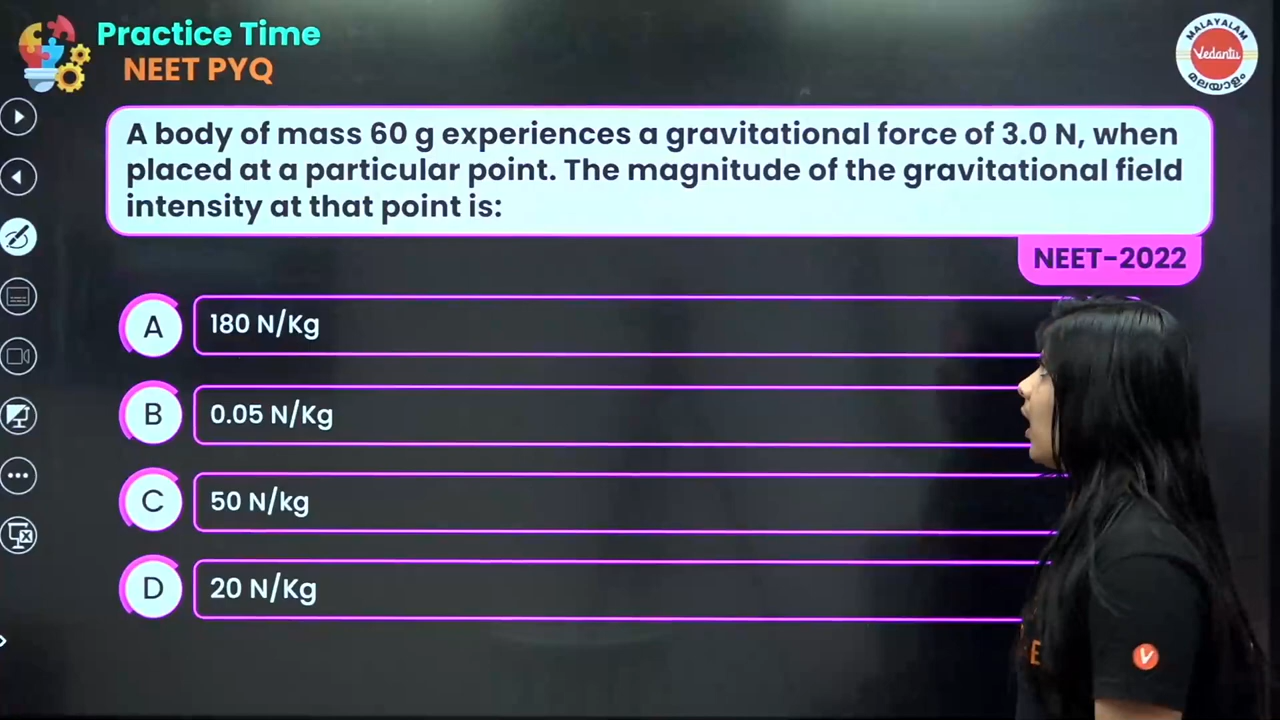 Practice Time
NEET PYQ
MALAYALAM
Vedantu
മലയാളം
A body of mass 60 g experiences a gravitational force of 3.0 N, when
placed at a particular point. The magnitude of the gravitational field
intensity at that point is:
NEET-2022
A
180 N/Kg
B
0.05 N/Kg
C
50 N/kg
D
20 N/Kg
E
V